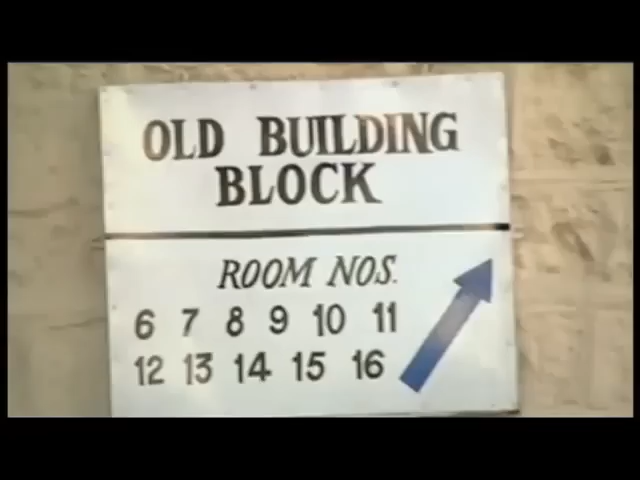 OLD BUILDING
BLOCK
ROOM NOS.
6 7 8 9 10 11
12 13 14 15 16